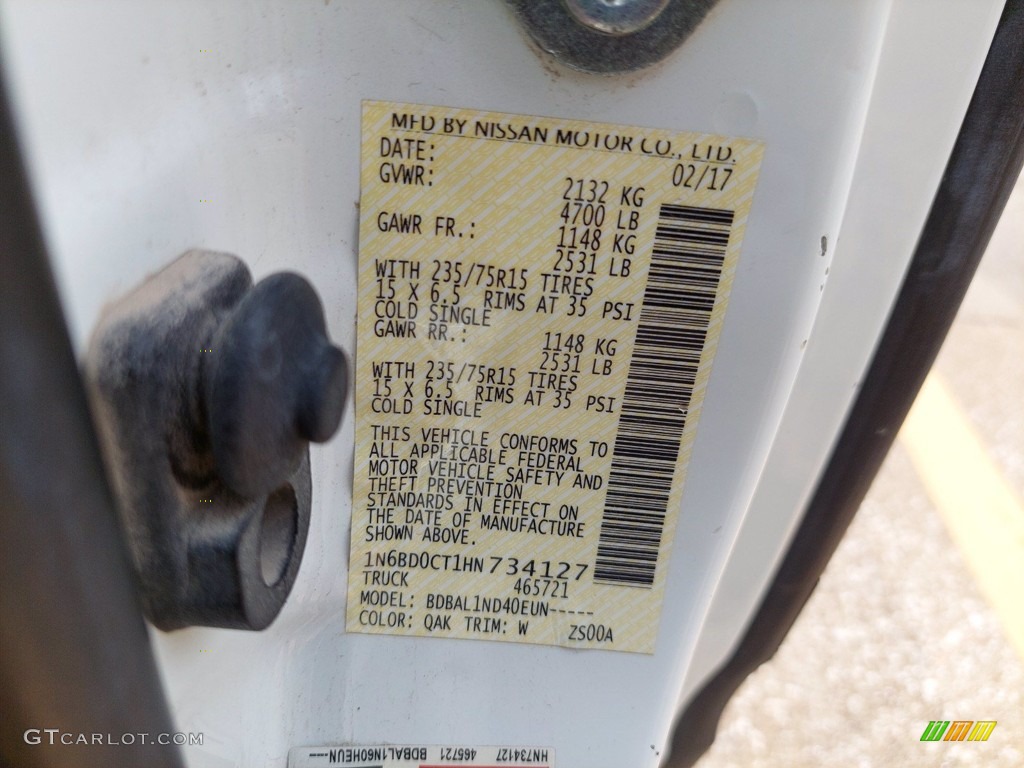 MFD BY NISSAN MOTOR CO., LTD.
DATE: 02/17
GVWR: 2132 KG
4700 LB
GAWR FR.: 1148 KG
2531 LB
WITH 235/75R15 TIRES
15 X 6.5 RIMS AT 35 PSI
COLD SINGLE
GAWR RR.: 1148 KG
2531 LB
WITH 235/75R15 TIRES
15 X 6.5 RIMS AT 35 PSI
COLD SINGLE
THIS VEHICLE CONFORMS TO
ALL APPLICABLE FEDERAL
MOTOR VEHICLE SAFETY AND
THEFT PREVENTION
STANDARDS IN EFFECT ON
THE DATE OF MANUFACTURE
SHOWN ABOVE.
1N6BD0CT1HN734127
TRUCK 465721
MODEL: BDBAL1ND40EUN-----
COLOR: QAK TRIM: W ZS00A
HN734127 465721 BDBAL1N60HEUN----
GTCARLOT.COM